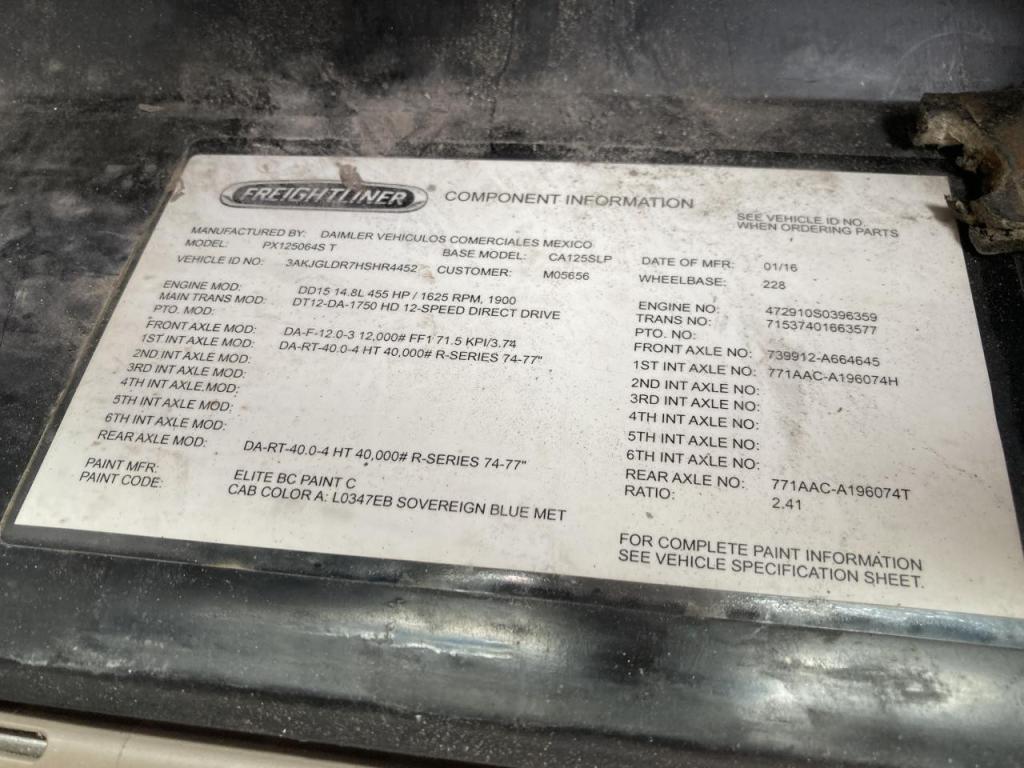 FREIGHTLINER® COMPONENT INFORMATION
SEE VEHICLE ID NO.
WHEN ORDERING PARTS
MANUFACTURED BY: DAIMLER VEHICULOS COMERCIALES MEXICO
MODEL: PX125064S T BASE MODEL: CA125SLP DATE OF MFR: 01/16
VEHICLE ID NO: 3AKJGLDR7HSHR4452 CUSTOMER: M05656 WHEELBASE: 228
ENGINE MOD: DD15 14.8L 455 HP / 1625 RPM, 1900 ENGINE NO: 472910S0396359
MAIN TRANS MOD: DT12-DA-1750 HD 12-SPEED DIRECT DRIVE TRANS NO: 71537401663577
PTO. MOD: PTO. NO:
FRONT AXLE MOD: DA-F-12.0-3 12,000# FF1 71.5 KPI/3.74 FRONT AXLE NO: 739912-A664645
1ST INT AXLE MOD: DA-RT-40.0-4 HT 40,000# R-SERIES 74-77" 1ST INT AXLE NO: 771AAC-A196074H
2ND INT AXLE MOD: 2ND INT AXLE NO:
3RD INT AXLE MOD: 3RD INT AXLE NO:
4TH INT AXLE MOD: 4TH INT AXLE NO:
5TH INT AXLE MOD: 5TH INT AXLE NO:
6TH INT AXLE MOD: 6TH INT AXLE NO:
REAR AXLE MOD: DA-RT-40.0-4 HT 40,000# R-SERIES 74-77" REAR AXLE NO: 771AAC-A196074T
RATIO: 2.41
PAINT MFR: ELITE BC PAINT C
PAINT CODE: CAB COLOR A: L0347EB SOVEREIGN BLUE MET
FOR COMPLETE PAINT INFORMATION
SEE VEHICLE SPECIFICATION SHEET.